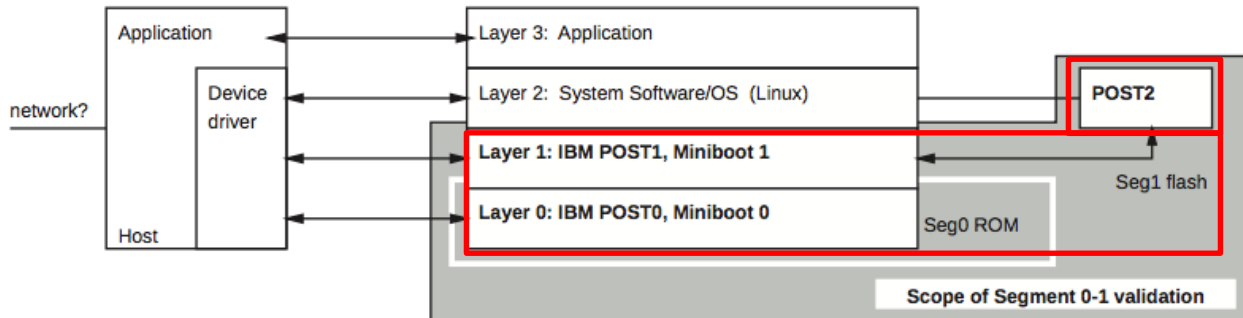 Application
Layer 3: Application
network?
Device
driver
Layer 2: System Software/OS (Linux)
POST2
Layer 1: IBM POST1, Miniboot 1
Seg1 flash
Layer 0: IBM POST0, Miniboot 0
Seg0 ROM
Host
Scope of Segment 0-1 validation